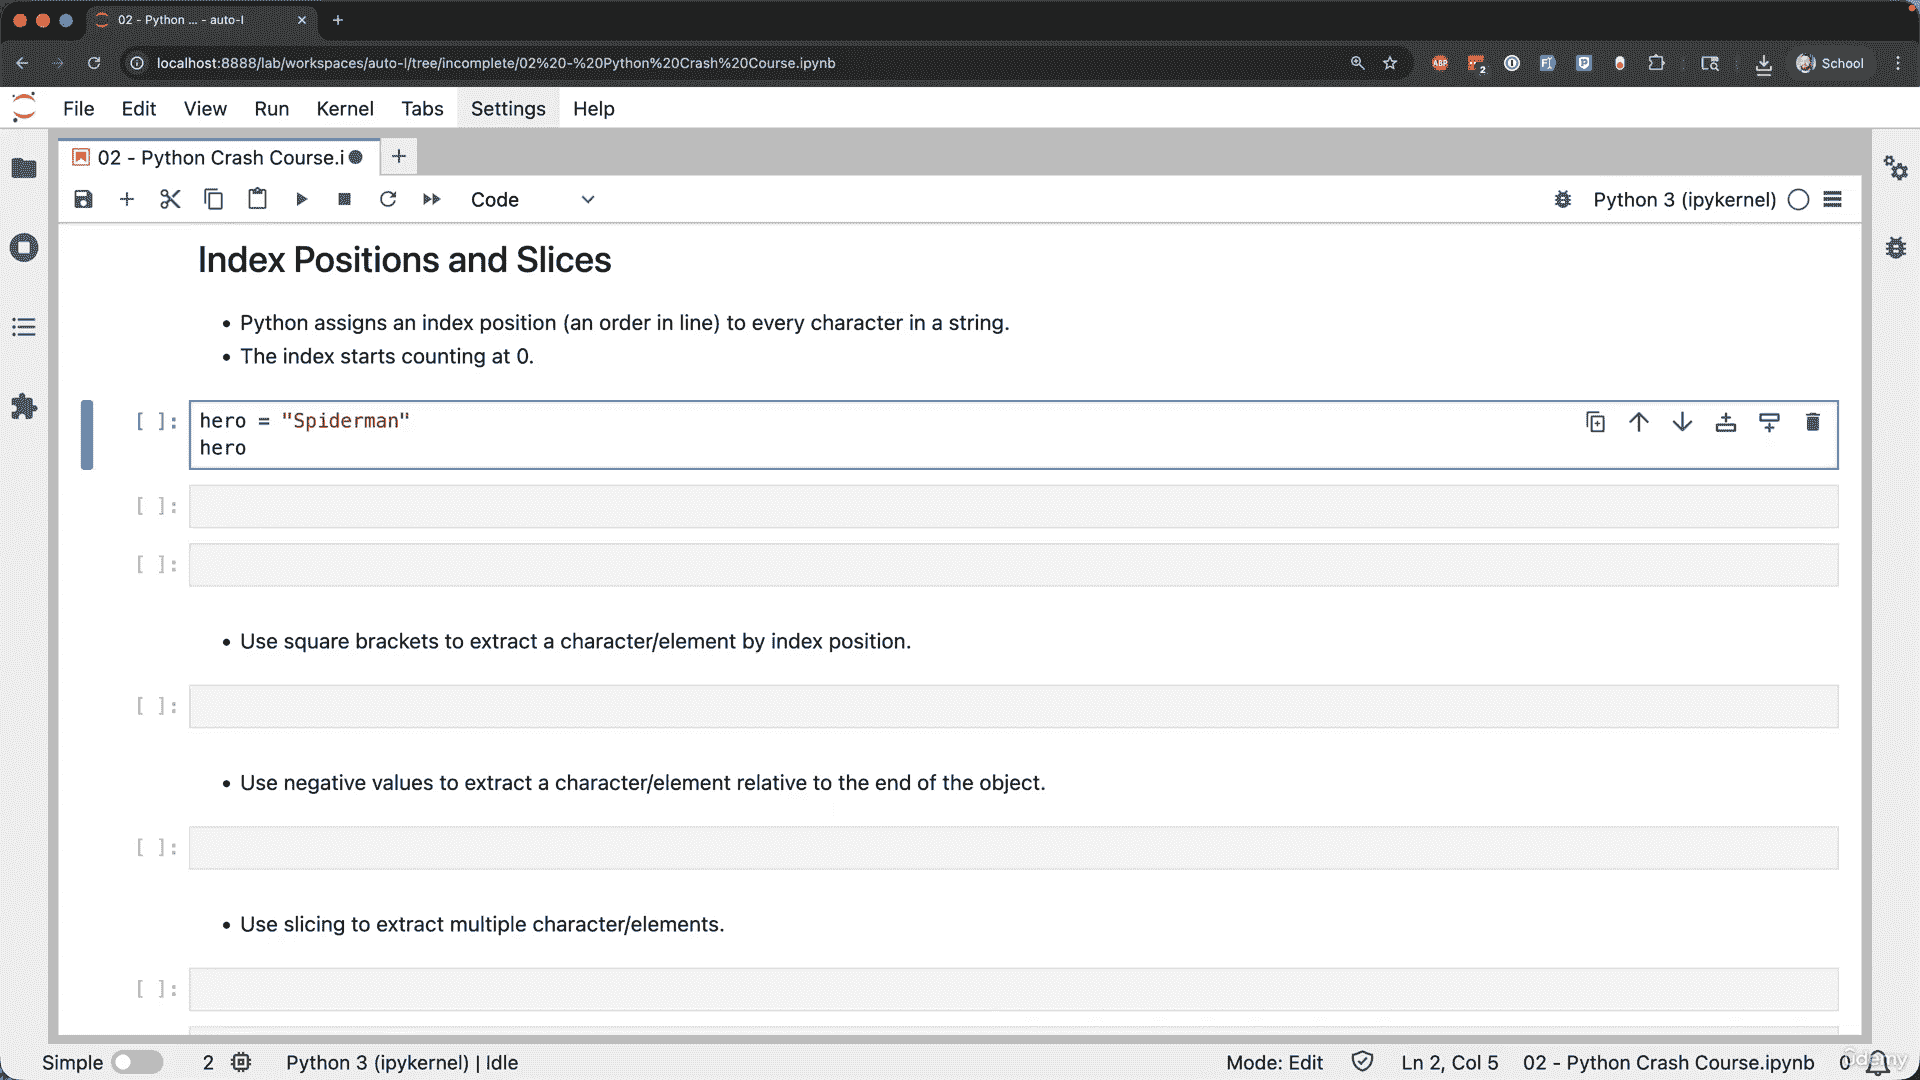 02 - Python ... - auto-l
localhost:8888/lab/workspaces/auto-l/tree/incomplete/02%20-%20Python%20Crash%20Course.ipynb
ABP
2
School
File Edit View Run Kernel Tabs Settings Help
02 - Python Crash Course.i
Code
Python 3 (ipykernel)
Index Positions and Slices
• Python assigns an index position (an order in line) to every character in a string.
• The index starts counting at 0.
[ ]: hero = "Spiderman"
hero
[ ]:
[ ]:
• Use square brackets to extract a character/element by index position.
[ ]:
• Use negative values to extract a character/element relative to the end of the object.
[ ]:
• Use slicing to extract multiple character/elements.
[ ]:
Simple 2 Python 3 (ipykernel) | Idle Mode: Edit Ln 2, Col 5 02 - Python Crash Course.ipynb 0
udemy